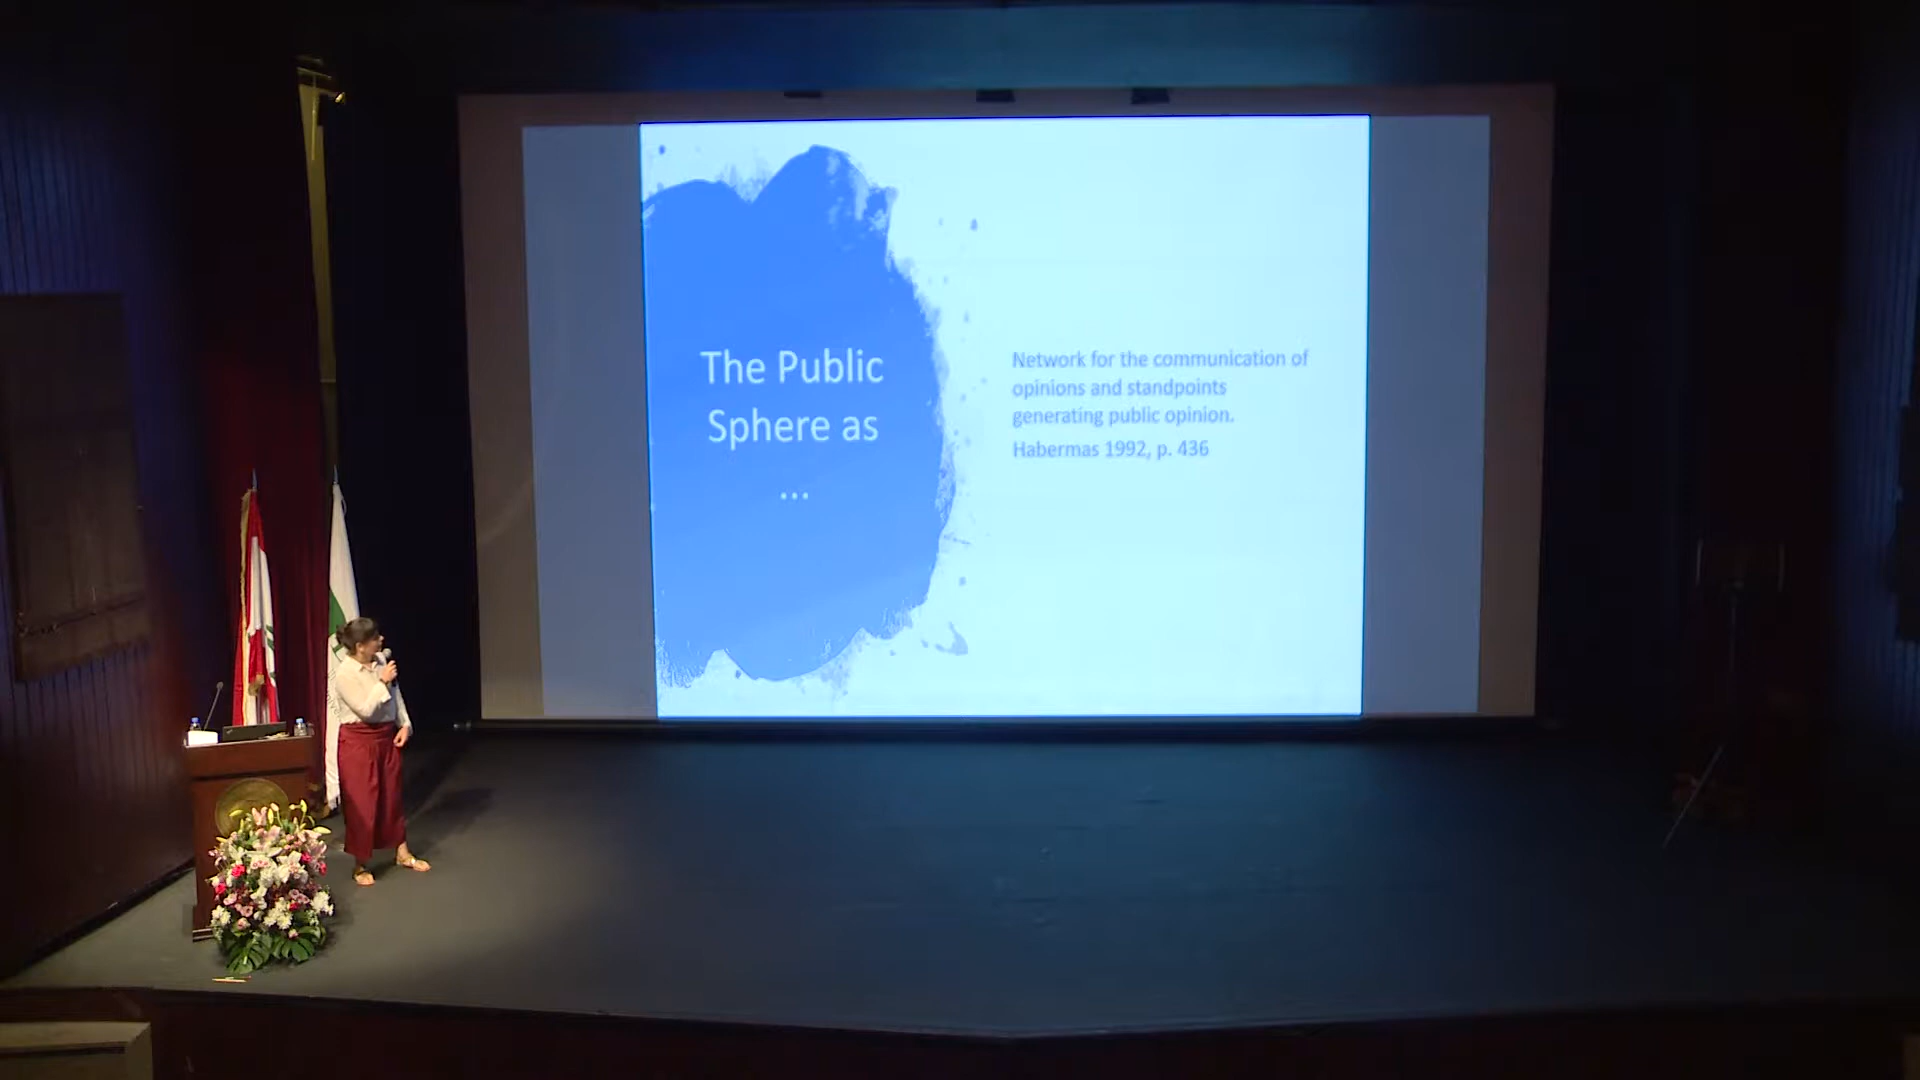 The Public
Sphere as
...
Network for the communication of
opinions and standpoints
generating public opinion.
Habermas 1992, p. 436